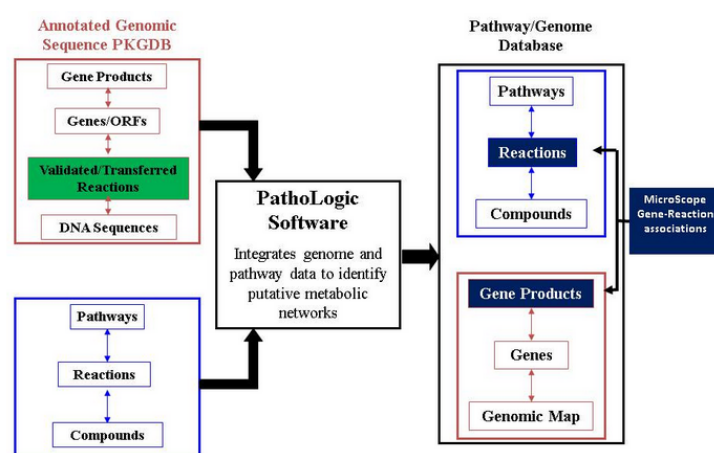 Annotated Genomic
Sequence PKGDB
Gene Products
Genes/ORFs
Validated/Transferred
Reactions
DNA Sequences
Pathways
Reactions
Compounds
PathoLogic
Software
Integrates genome and
pathway data to identify
putative metabolic
networks
Pathway/Genome
Database
Pathways
Reactions
Compounds
Gene Products
Genes
Genomic Map
MicroScope
Gene-Reaction
associations